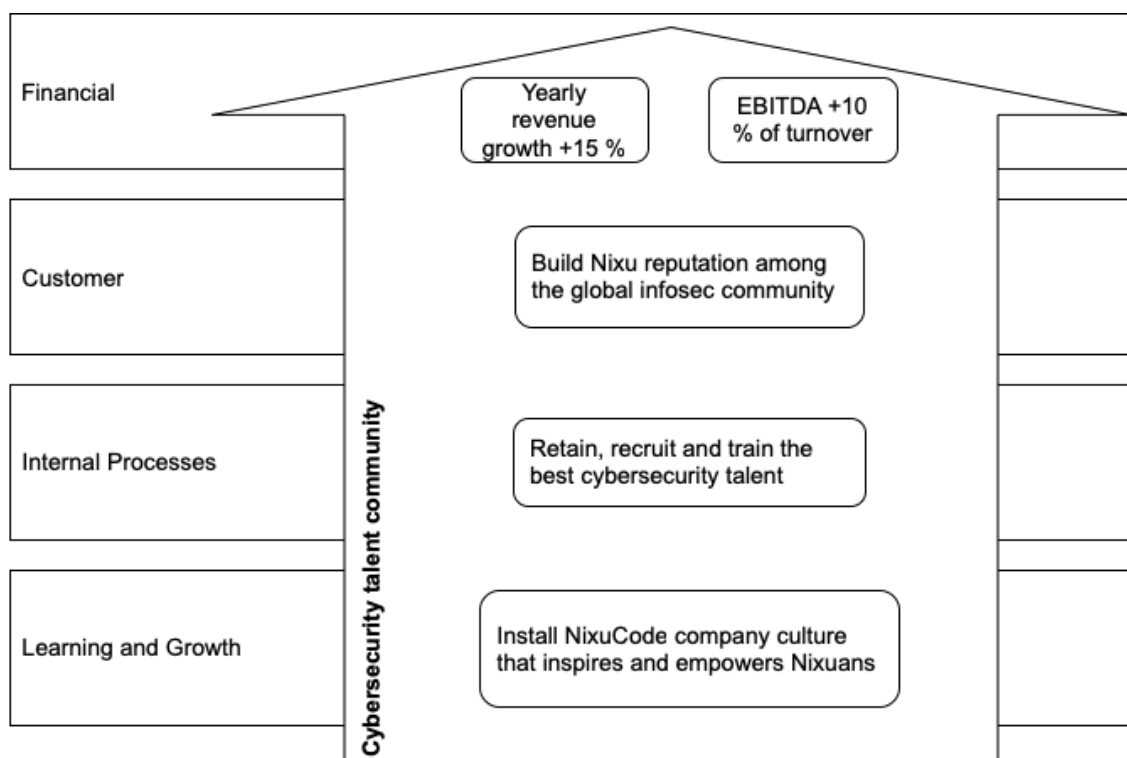 Financial
Yearly
revenue
growth +15 %
EBITDA +10
% of turnover
Customer
Build Nixu reputation among
the global infosec community
Internal Processes
Retain, recruit and train the
best cybersecurity talent
Learning and Growth
Install NixuCode company culture
that inspires and empowers Nixuans
Cybersecurity talent community